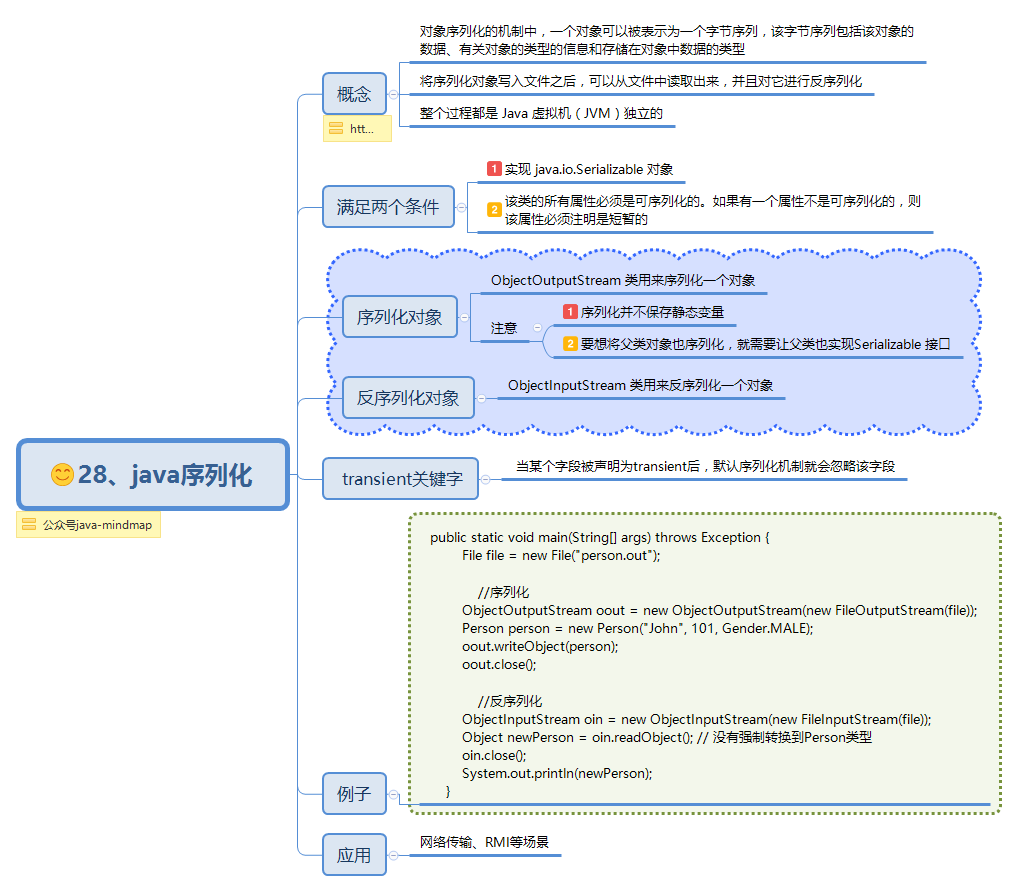 对象序列化的机制中，一个对象可以被表示为一个字节序列，该字节序列包括该对象的
数据、有关对象的类型的信息和存储在对象中数据的类型
概念
将序列化对象写入文件之后，可以从文件中读取出来，并且对它进行反序列化
整个过程都是 Java 虚拟机（JVM）独立的
htt...
满足两个条件
1 实现 java.io.Serializable 对象
2 该类的所有属性必须是可序列化的。如果有一个属性不是可序列化的，则
该属性必须注明是短暂的
序列化对象
ObjectOutputStream 类用来序列化一个对象
注意
1 序列化并不保存静态变量
2 要想将父类对象也序列化，就需要让父类也实现Serializable 接口
反序列化对象
ObjectInputStream 类用来反序列化一个对象
28、java序列化
公众号java-mindmap
transient关键字
当某个字段被声明为transient后，默认序列化机制就会忽略该字段
public static void main(String[] args) throws Exception {
File file = new File("person.out");
//序列化
ObjectOutputStream oout = new ObjectOutputStream(new FileOutputStream(file));
Person person = new Person("John", 101, Gender.MALE);
oout.writeObject(person);
oout.close();
//反序列化
ObjectInputStream oin = new ObjectInputStream(new FileInputStream(file));
Object newPerson = oin.readObject(); // 没有强制转换到Person类型
oin.close();
System.out.println(newPerson);
}
例子
应用
网络传输、RMI等场景